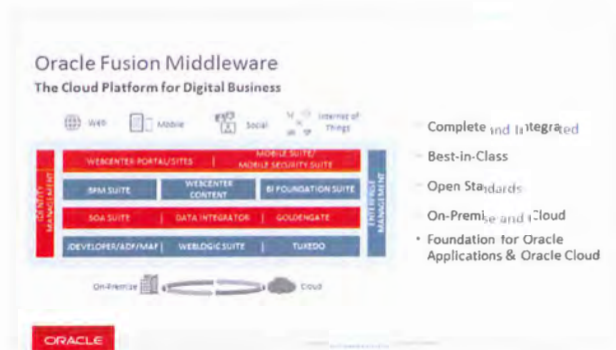 Oracle Fusion Middleware
The Cloud Platform for Digital Business
Web
Mobile
Social
Internet of
Things
IDENTITY
MANAGEMENT
WEBCENTER PORTAL/SITES | MOBILE SUITE/
MOBILE SECURITY SUITE
BPM SUITE
WEBCENTER
CONTENT
BI FOUNDATION SUITE
SOA SUITE | DATA INTEGRATOR | GOLDENGATE
JDEVELOPER/ADF/MAF | WEBLOGIC SUITE | TUXEDO
ENTERPRISE
MANAGEMENT
On-Premise
Cloud
Complete and Integrated
Best-in-Class
Open Standards
On-Premise and Cloud
• Foundation for Oracle
Applications & Oracle Cloud
ORACLE